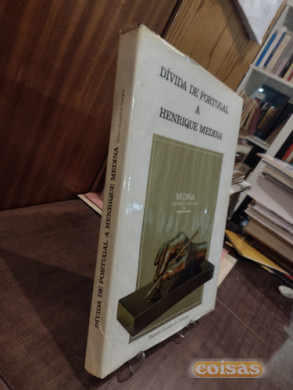 DÍVIDA DE PORTUGAL
A
HENRIQUE MEDINA
MEDINA
DÍVIDA DE PORTUGAL A HENRIQUE MEDINA
coisas